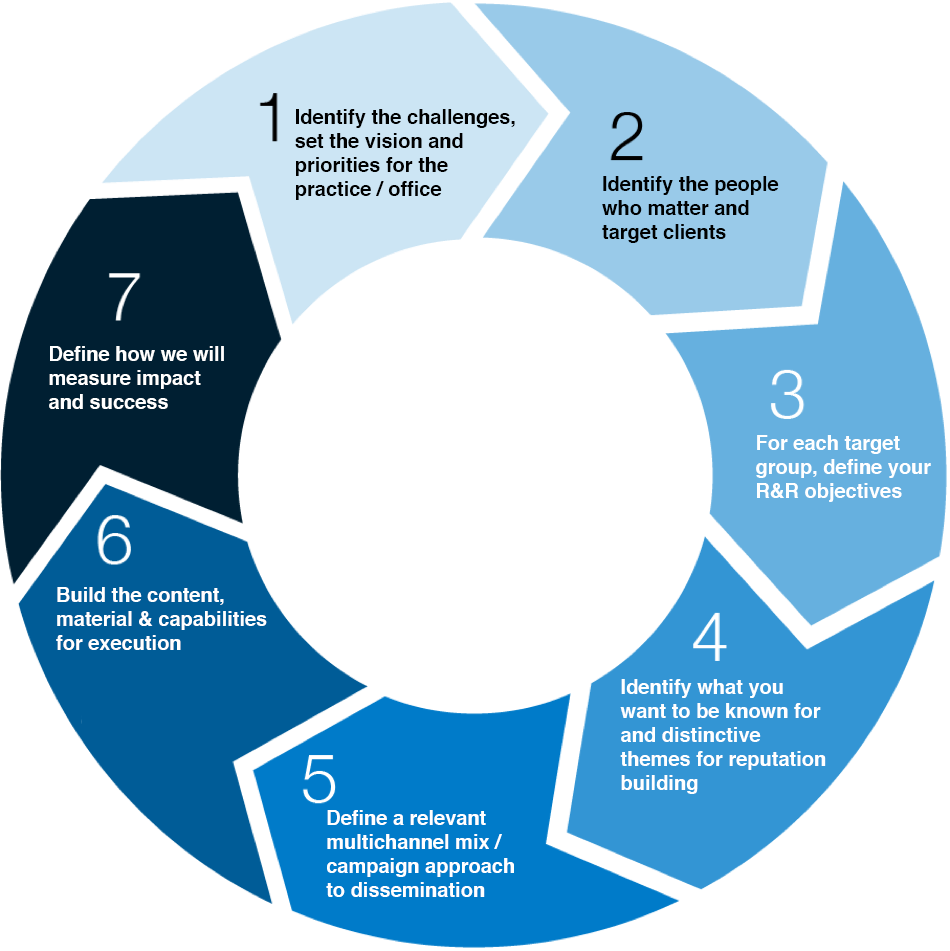 1
Identify the challenges,
set the vision and
priorities for the
practice / office
2
Identify the people
who matter and
target clients
3
For each target
group, define your
R&R objectives
4
Identify what you
want to be known for
and distinctive
themes for reputation
building
5
Define a relevant
multichannel mix /
campaign approach
to dissemination
6
Build the content,
material & capabilities
for execution
7
Define how we will
measure impact
and success